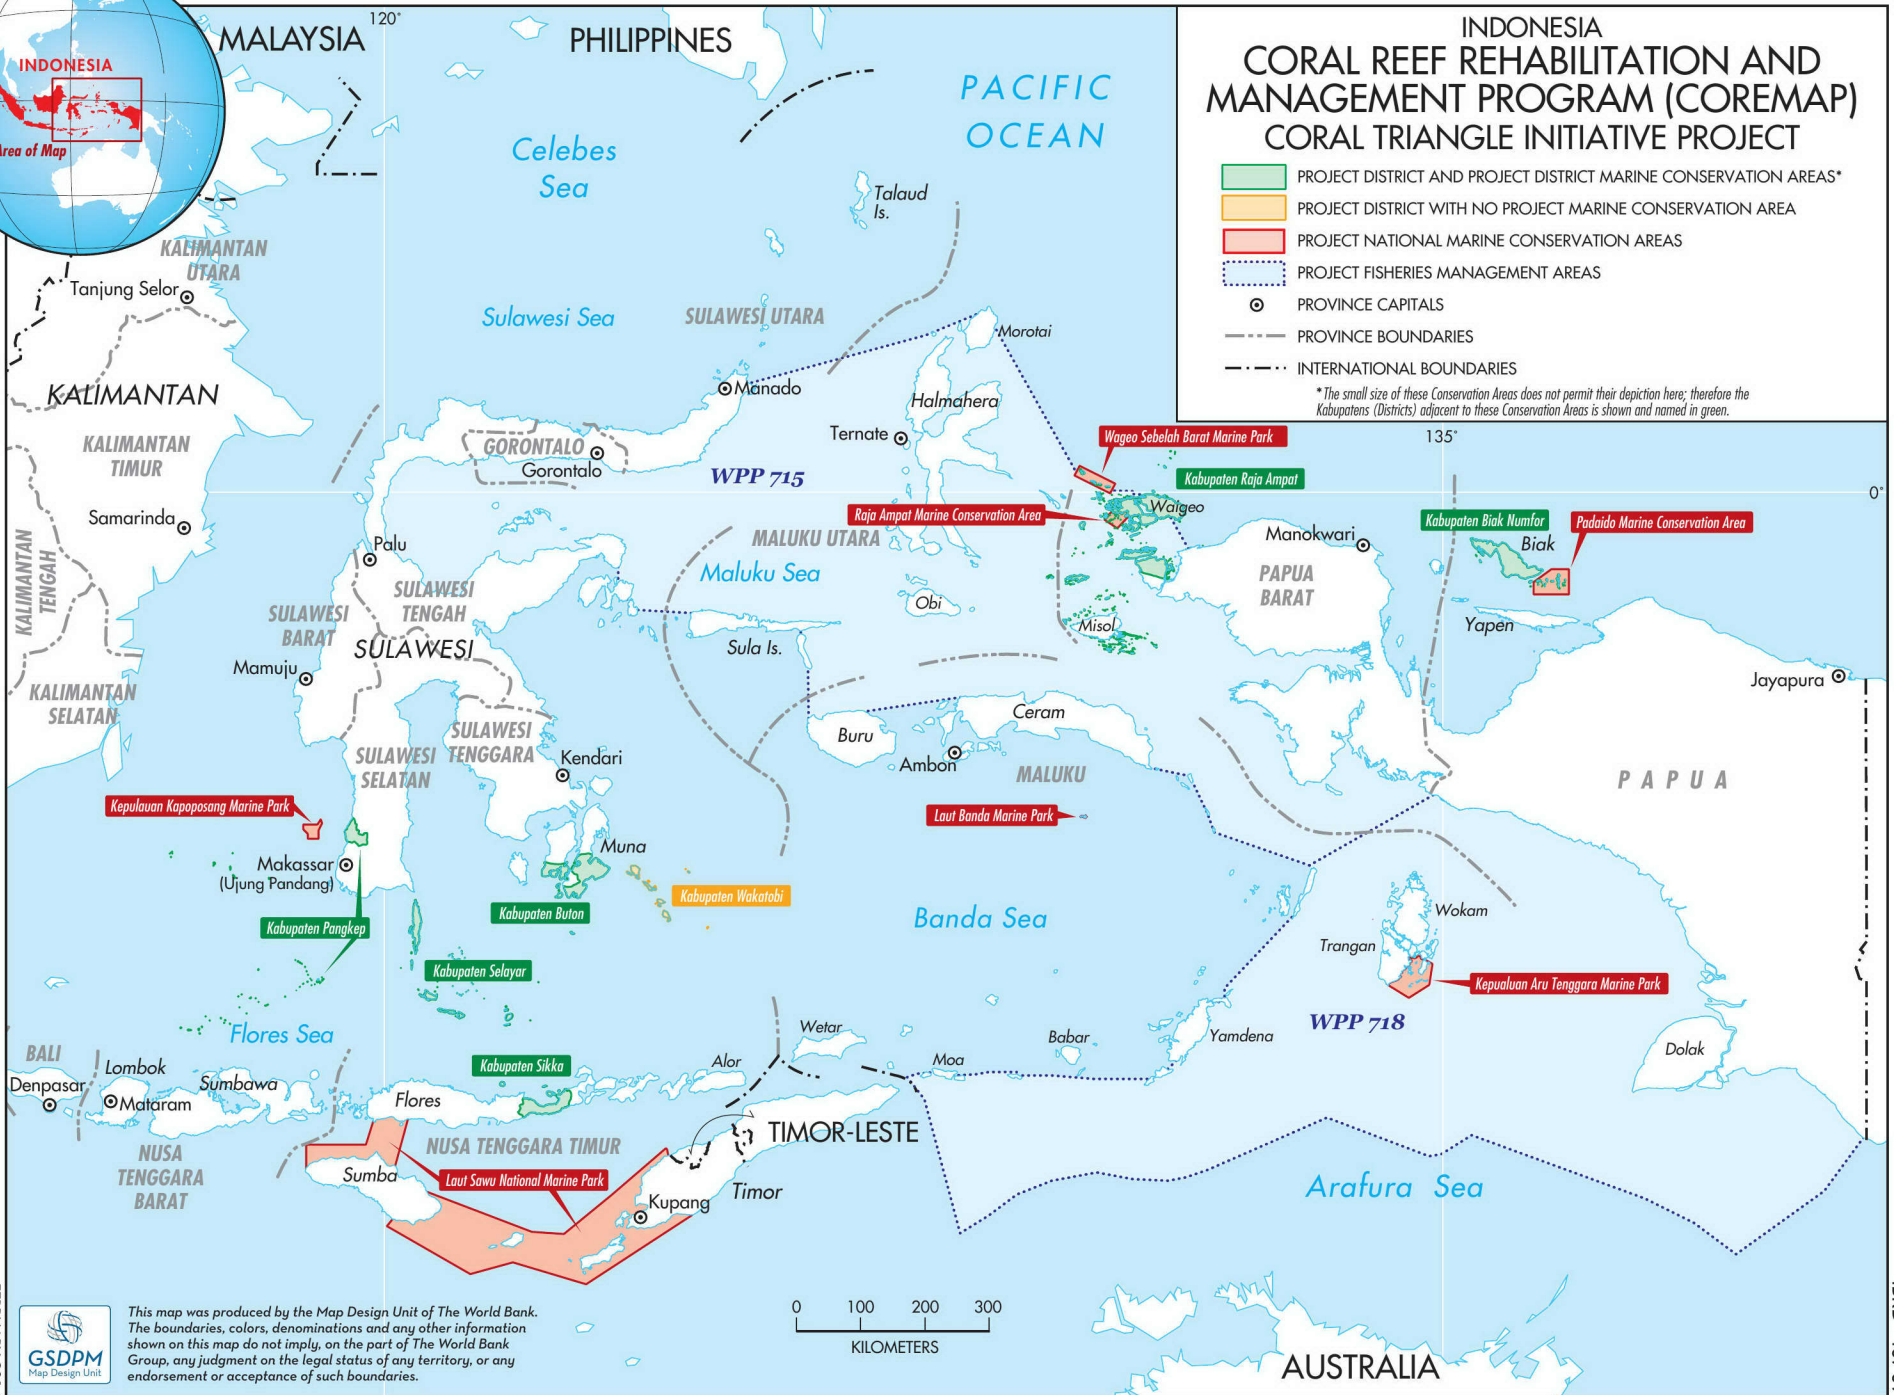 INDONESIA
CORAL REEF REHABILITATION AND
MANAGEMENT PROGRAM (COREMAP)
CORAL TRIANGLE INITIATIVE PROJECT
PROJECT DISTRICT AND PROJECT DISTRICT MARINE CONSERVATION AREAS*
PROJECT DISTRICT WITH NO PROJECT MARINE CONSERVATION AREA
PROJECT NATIONAL MARINE CONSERVATION AREAS
PROJECT FISHERIES MANAGEMENT AREAS
PROVINCE CAPITALS
PROVINCE BOUNDARIES
INTERNATIONAL BOUNDARIES
*The small size of these Conservation Areas does not permit their depiction here; therefore the
Kabupatens (Districts) adjacent to these Conservation Areas is shown and named in green.
INDONESIA
Area of Map
120°
MALAYSIA
PHILIPPINES
PACIFIC
OCEAN
Celebes
Sea
Talaud
Is.
KALIMANTAN
UTARA
Tanjung Selor
Sulawesi Sea
SULAWESI UTARA
Morotai
KALIMANTAN
Manado
Halmahera
KALIMANTAN
TIMUR
GORONTALO
Gorontalo
Ternate
WPP 715
Wageo Sebelah Barat Marine Park
135°
Kabupaten Raja Ampat
0°
Raja Ampat Marine Conservation Area
Waigeo
Samarinda
Kabupaten Biak Numfor
Padaido Marine Conservation Area
KALIMANTAN
TENGAH
Palu
MALUKU UTARA
Manokwari
Biak
Maluku Sea
PAPUA
BARAT
SULAWESI
TENGAH
SULAWESI
BARAT
Obi
Misol
Yapen
SULAWESI
Sula Is.
Mamuju
Jayapura
KALIMANTAN
SELATAN
SULAWESI
TENGGARA
SULAWESI
SELATAN
Kendari
Buru
Ceram
Ambon
MALUKU
PAPUA
Kepulauan Kapoposang Marine Park
Laut Banda Marine Park
Makassar
(Ujung Pandang)
Muna
Kabupaten Wakatobi
Kabupaten Buton
Kabupaten Pangkep
Banda Sea
Wokam
Trangan
Kabupaten Selayar
Kepualuan Aru Tenggara Marine Park
Flores Sea
WPP 718
Wetar
Babar
Yamdena
Dolak
BALI
Lombok
Kabupaten Sikka
Alor
Moa
Denpasar
Sumbawa
Mataram
Flores
NUSA TENGGARA TIMUR
TIMOR-LESTE
NUSA
TENGGARA
BARAT
Sumba
Laut Sawu National Marine Park
Timor
Kupang
Arafura Sea
GSDPM
Map Design Unit
This map was produced by the Map Design Unit of The World Bank.
The boundaries, colors, denominations and any other information
shown on this map do not imply, on the part of The World Bank
Group, any judgment on the legal status of any territory, or any
endorsement or acceptance of such boundaries.
0 100 200 300
KILOMETERS
AUSTRALIA